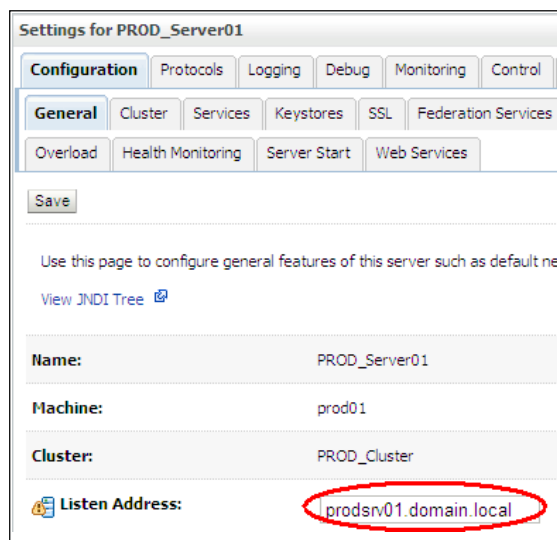 Settings for PROD_Server01
Configuration Protocols Logging Debug Monitoring Control
General Cluster Services Keystores SSL Federation Services
Overload Health Monitoring Server Start Web Services
Save
Use this page to configure general features of this server such as default ne
View JNDI Tree
Name: PROD_Server01
Machine: prod01
Cluster: PROD_Cluster
Listen Address: prodsrv01.domain.local